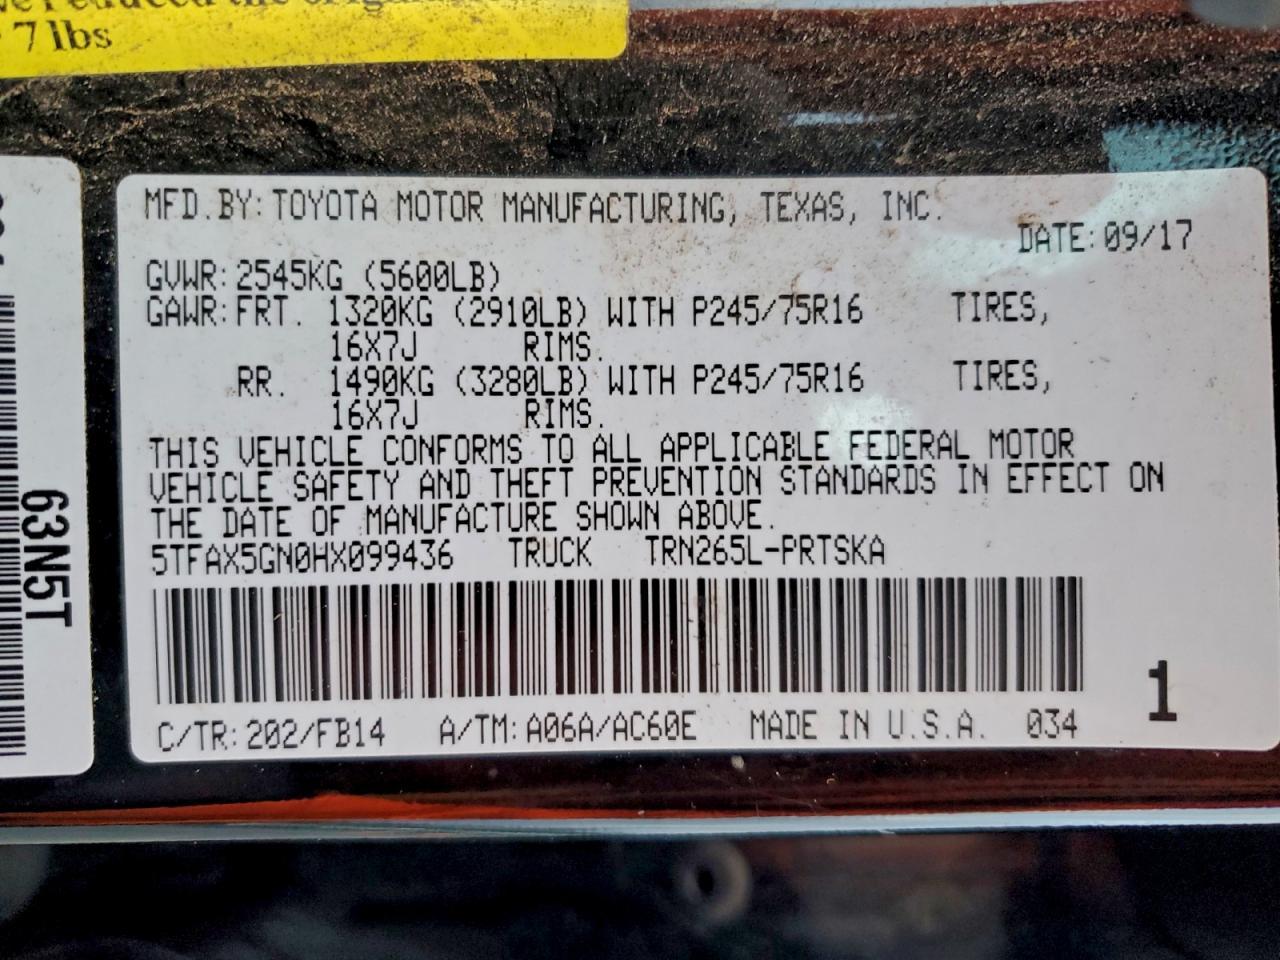 7 lbs
63N5T
MFD.BY: TOYOTA MOTOR MANUFACTURING, TEXAS, INC.
DATE: 09/17
GVWR: 2545KG (5600LB)
GAWR: FRT. 1320KG (2910LB) WITH P245/75R16 TIRES,
16X7J RIMS.
RR. 1490KG (3280LB) WITH P245/75R16 TIRES,
16X7J RIMS.
THIS VEHICLE CONFORMS TO ALL APPLICABLE FEDERAL MOTOR
VEHICLE SAFETY AND THEFT PREVENTION STANDARDS IN EFFECT ON
THE DATE OF MANUFACTURE SHOWN ABOVE.
5TFAX5GN0HX099436 TRUCK TRN265L-PRTSKA
C/TR: 202/FB14 A/TM: A06A/AC60E MADE IN U.S.A. 034
1